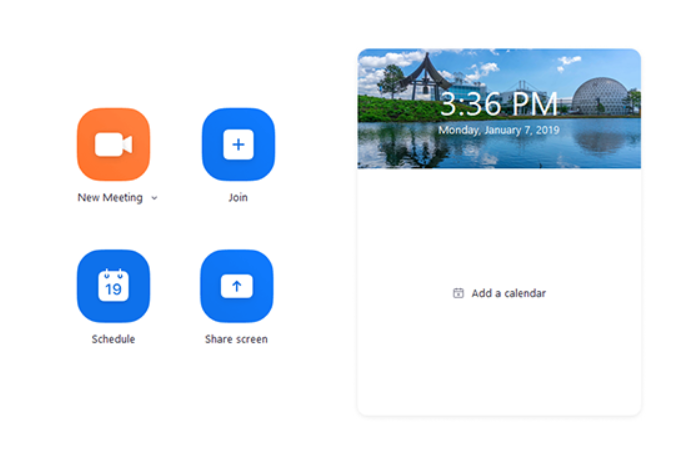 3:36 PM
Monday, January 7, 2019
New Meeting
Join
19
Schedule
Share screen
Add a calendar